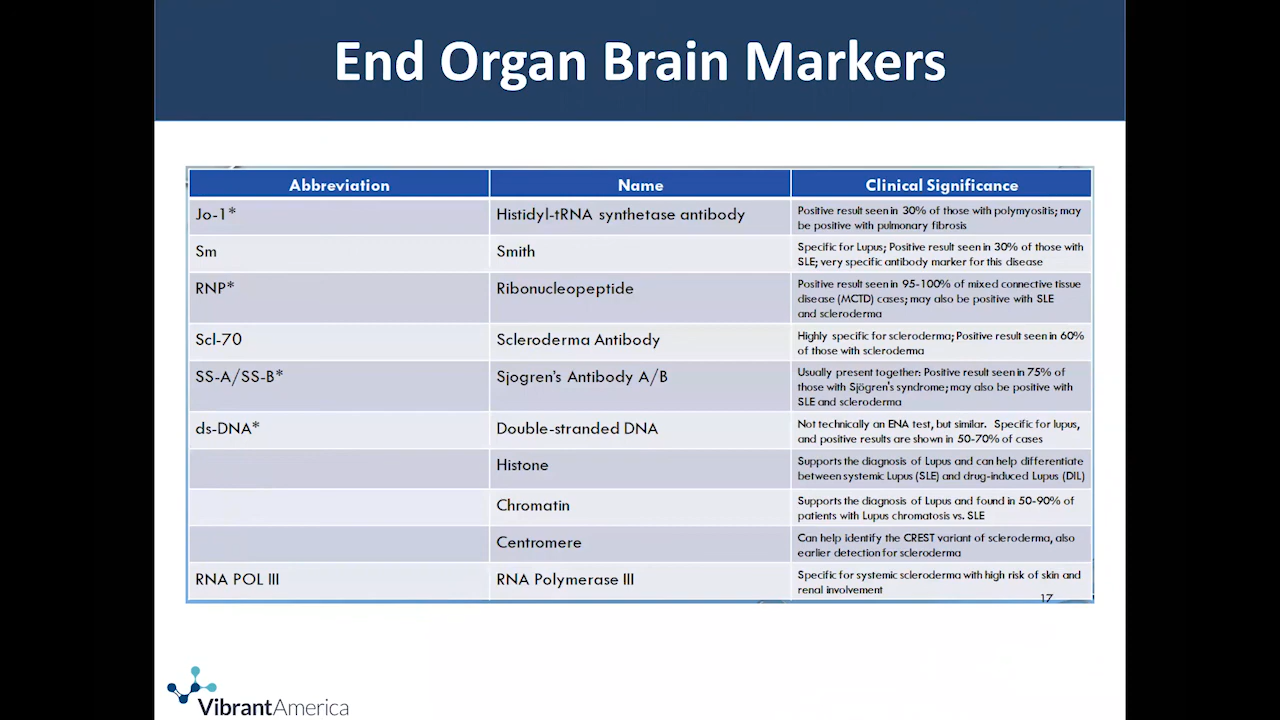 End Organ Brain Markers
Abbreviation Name Clinical Significance
Jo-1* Histidyl-tRNA synthetase antibody Positive result seen in 30% of those with polymyositis; may
be positive with pulmonary fibrosis
Sm Smith Specific for Lupus; Positive result seen in 30% of those with
SLE; very specific antibody marker for this disease
RNP* Ribonucleopeptide Positive result seen in 95-100% of mixed connective tissue
disease (MCTD) cases; may also be positive with SLE
and scleroderma
Scl-70 Scleroderma Antibody Highly specific for scleroderma; Positive result seen in 60%
of those with scleroderma
SS-A/SS-B* Sjogren's Antibody A/B Usually present together: Positive result seen in 75% of
those with Sjögren's syndrome; may also be positive with
SLE and scleroderma
ds-DNA* Double-stranded DNA Not technically an ENA test, but similar. Specific for lupus,
and positive results are shown in 50-70% of cases
Histone Supports the diagnosis of Lupus and can help differentiate
between systemic Lupus (SLE) and drug-induced Lupus (DIL)
Chromatin Supports the diagnosis of Lupus and found in 50-90% of
patients with Lupus chromatosis vs. SLE
Centromere Can help identify the CREST variant of scleroderma, also
earlier detection for scleroderma
RNA POL III RNA Polymerase III Specific for systemic scleroderma with high risk of skin and
renal involvement
17
VibrantAmerica